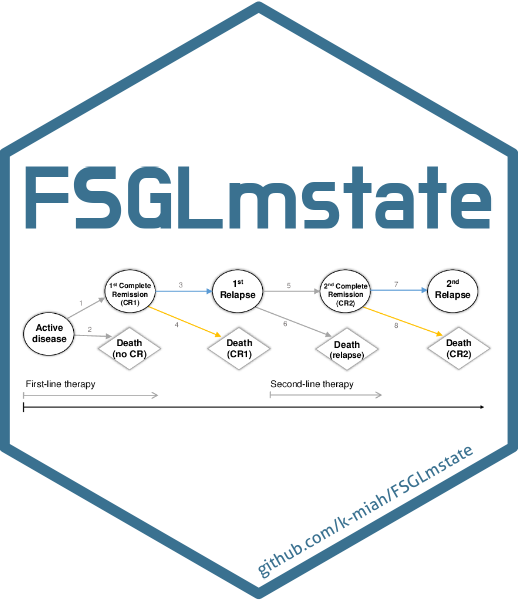 FSGLmstate
1st Complete
Remission
(CR1)
1st
Relapse
2nd Complete
Remission
(CR2)
2nd
Relapse
1
3
5
7
Active
disease
2
4
6
8
Death
(no CR)
Death
(CR1)
Death
(relapse)
Death
(CR2)
First-line therapy
Second-line therapy
github.com/k-miah/FSGLmstate